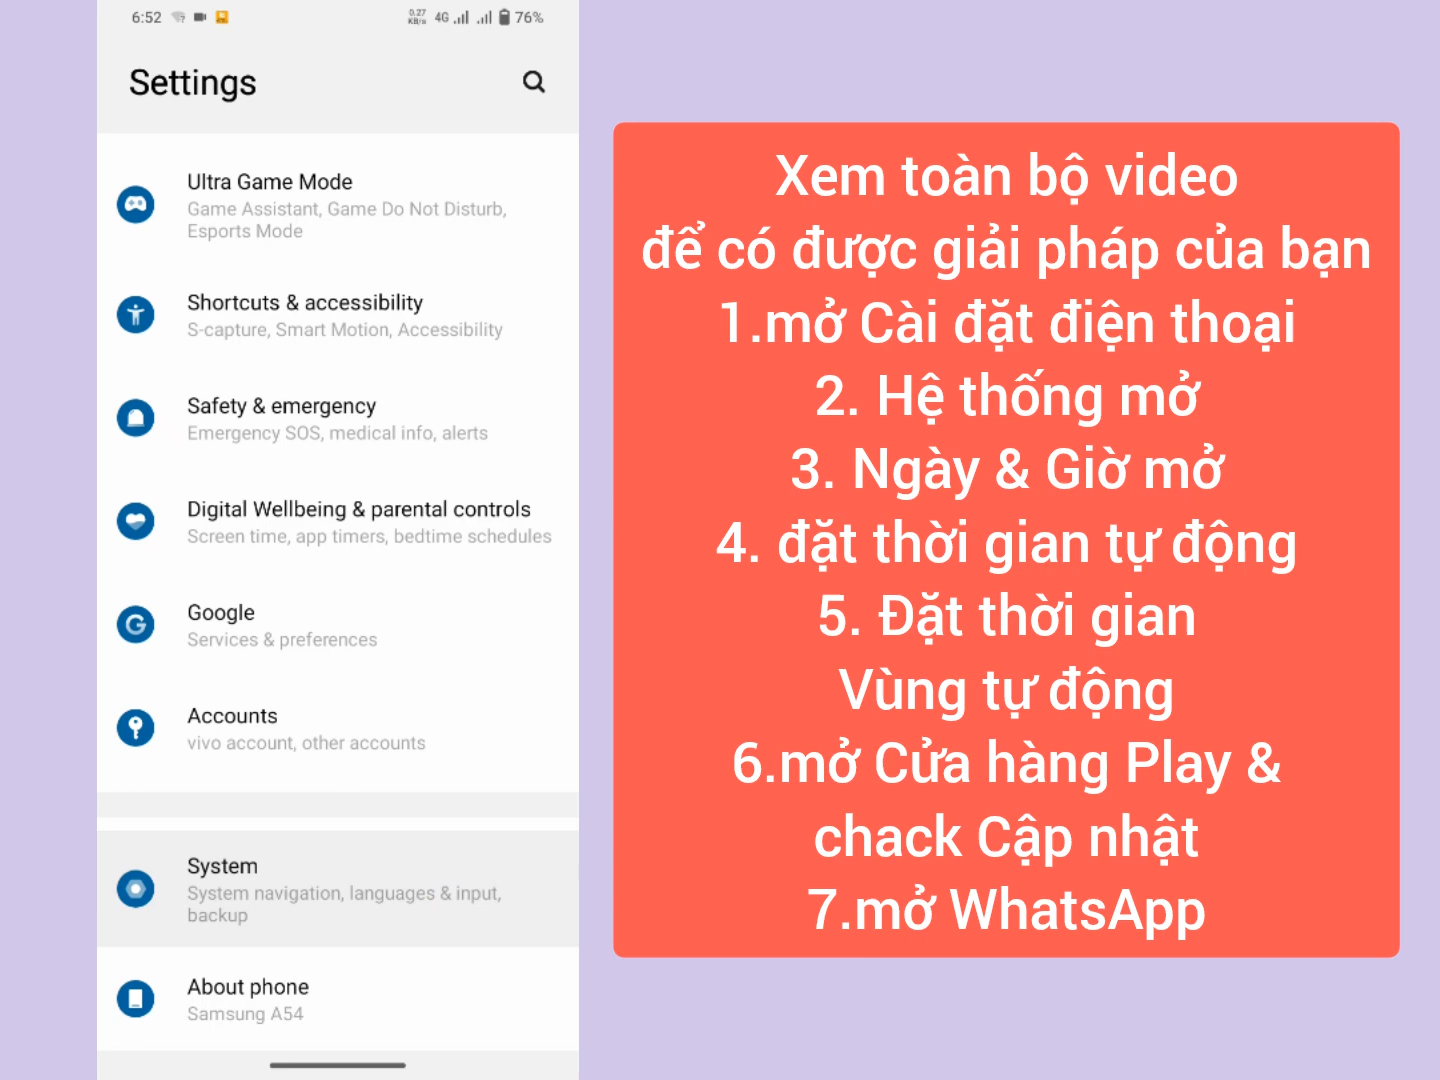 6:52
0.27
KB/s
4G
76%
Settings
Ultra Game Mode
Game Assistant, Game Do Not Disturb,
Esports Mode
Shortcuts & accessibility
S-capture, Smart Motion, Accessibility
Safety & emergency
Emergency SOS, medical info, alerts
Digital Wellbeing & parental controls
Screen time, app timers, bedtime schedules
Google
Services & preferences
Accounts
vivo account, other accounts
System
System navigation, languages & input,
backup
About phone
Samsung A54
Xem toàn bộ video
để có được giải pháp của bạn
1.mở Cài đặt điện thoại
2. Hệ thống mở
3. Ngày & Giờ mở
4. đặt thời gian tự động
5. Đặt thời gian
Vùng tự động
6.mở Cửa hàng Play &
chack Cập nhật
7.mở WhatsApp